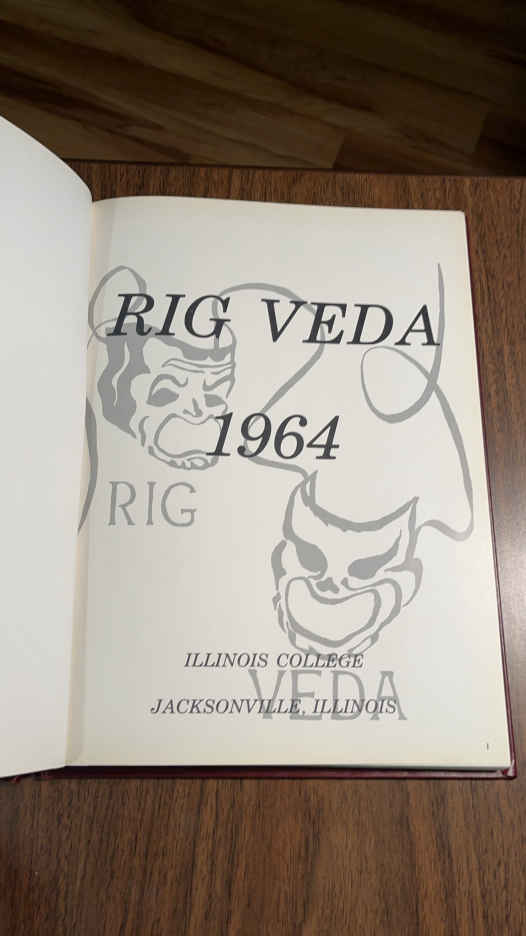 RIG VEDA
1964
RIG
ILLINOIS COLLEGE
VEDA
JACKSONVILLE, ILLINOIS
1